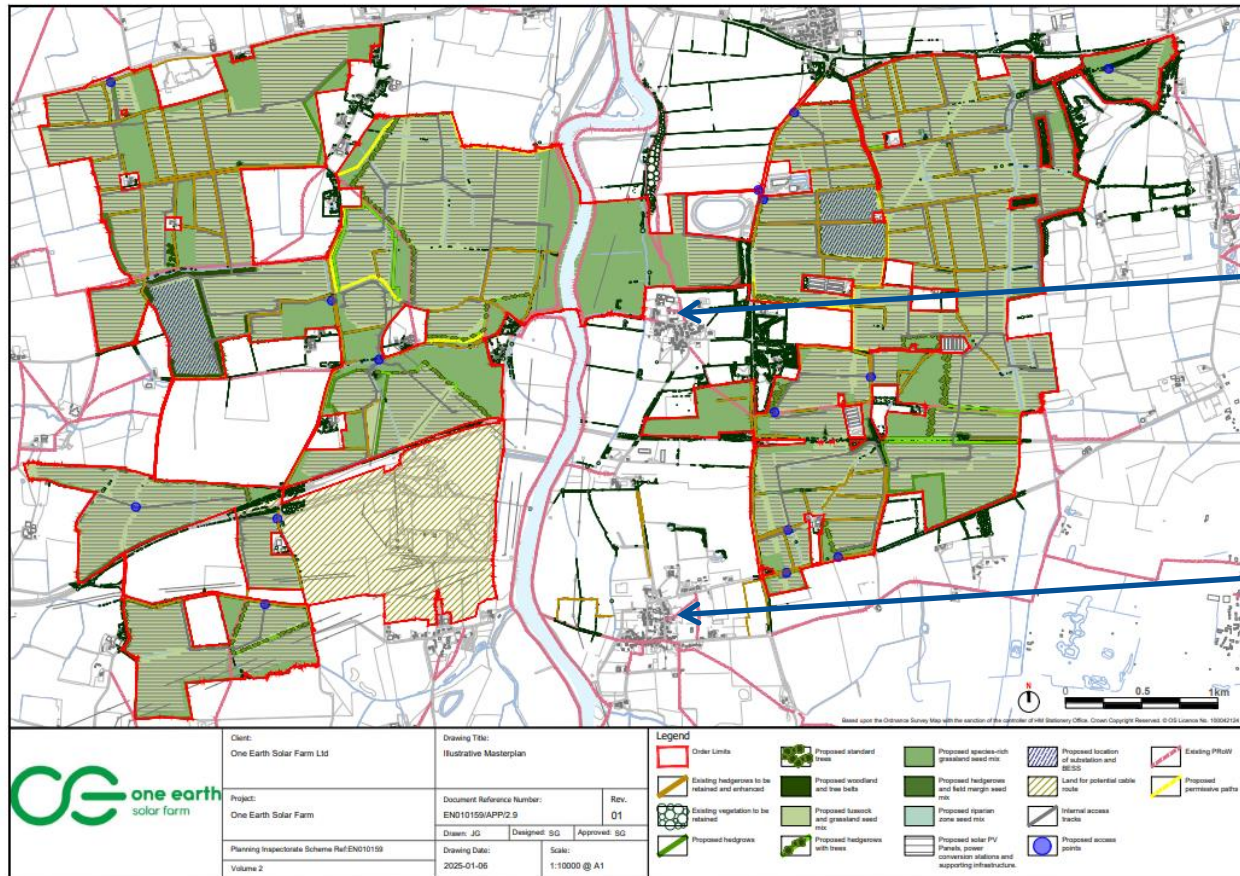 N
0 0.5 1km
Based upon the Ordnance Survey Map with the sanction of the controller of HM Stationery Office. Crown Copyright Reserved. © OS Licence No. 100042124
one earth
solar farm
Client:
One Earth Solar Farm Ltd
Project:
One Earth Solar Farm
Planning Inspectorate Scheme Ref:EN010159
Volume 2
Drawing Title:
Illustrative Masterplan
Document Reference Number:
EN010159/APP/2.9
Rev.
01
Drawn: JG Designed: SG Approved: SG
Drawing Date:
2025-01-06
Scale:
1:10000 @ A1
Legend
Order Limits
Existing hedgerows to be
retained and enhanced
Existing vegetation to be
retained
Proposed hedgrows
Proposed standard
trees
Proposed woodland
and tree belts
Proposed tussock
and grassland seed
mix
Proposed hedgerows
with trees
Proposed species-rich
grassland seed mix
Proposed hedgerows
and field margin seed
mix
Proposed riparian
zone seed mix
Proposed solar PV
Panels, power
conversion stations and
supporting infrastructure.
Proposed location
of substation and
BESS
Land for potential cable
route
Internal access
tracks
Proposed access
points
Existing PRoW
Proposed
permissive paths